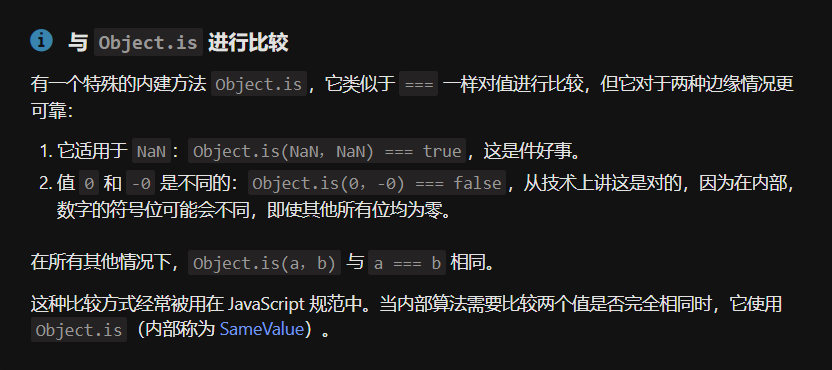 与 Object.is 进行比较
有一个特殊的内建方法 Object.is，它类似于 === 一样对值进行比较，但它对于两种边缘情况更
可靠：
1. 它适用于 NaN：Object.is(NaN，NaN) === true，这是件好事。
2. 值 0 和 -0 是不同的：Object.is(0，-0) === false，从技术上讲这是对的，因为在内部，
数字的符号位可能会不同，即使其他所有位均为零。
在所有其他情况下，Object.is(a，b) 与 a === b 相同。
这种比较方式经常被用在 JavaScript 规范中。当内部算法需要比较两个值是否完全相同时，它使用
Object.is（内部称为 SameValue）。